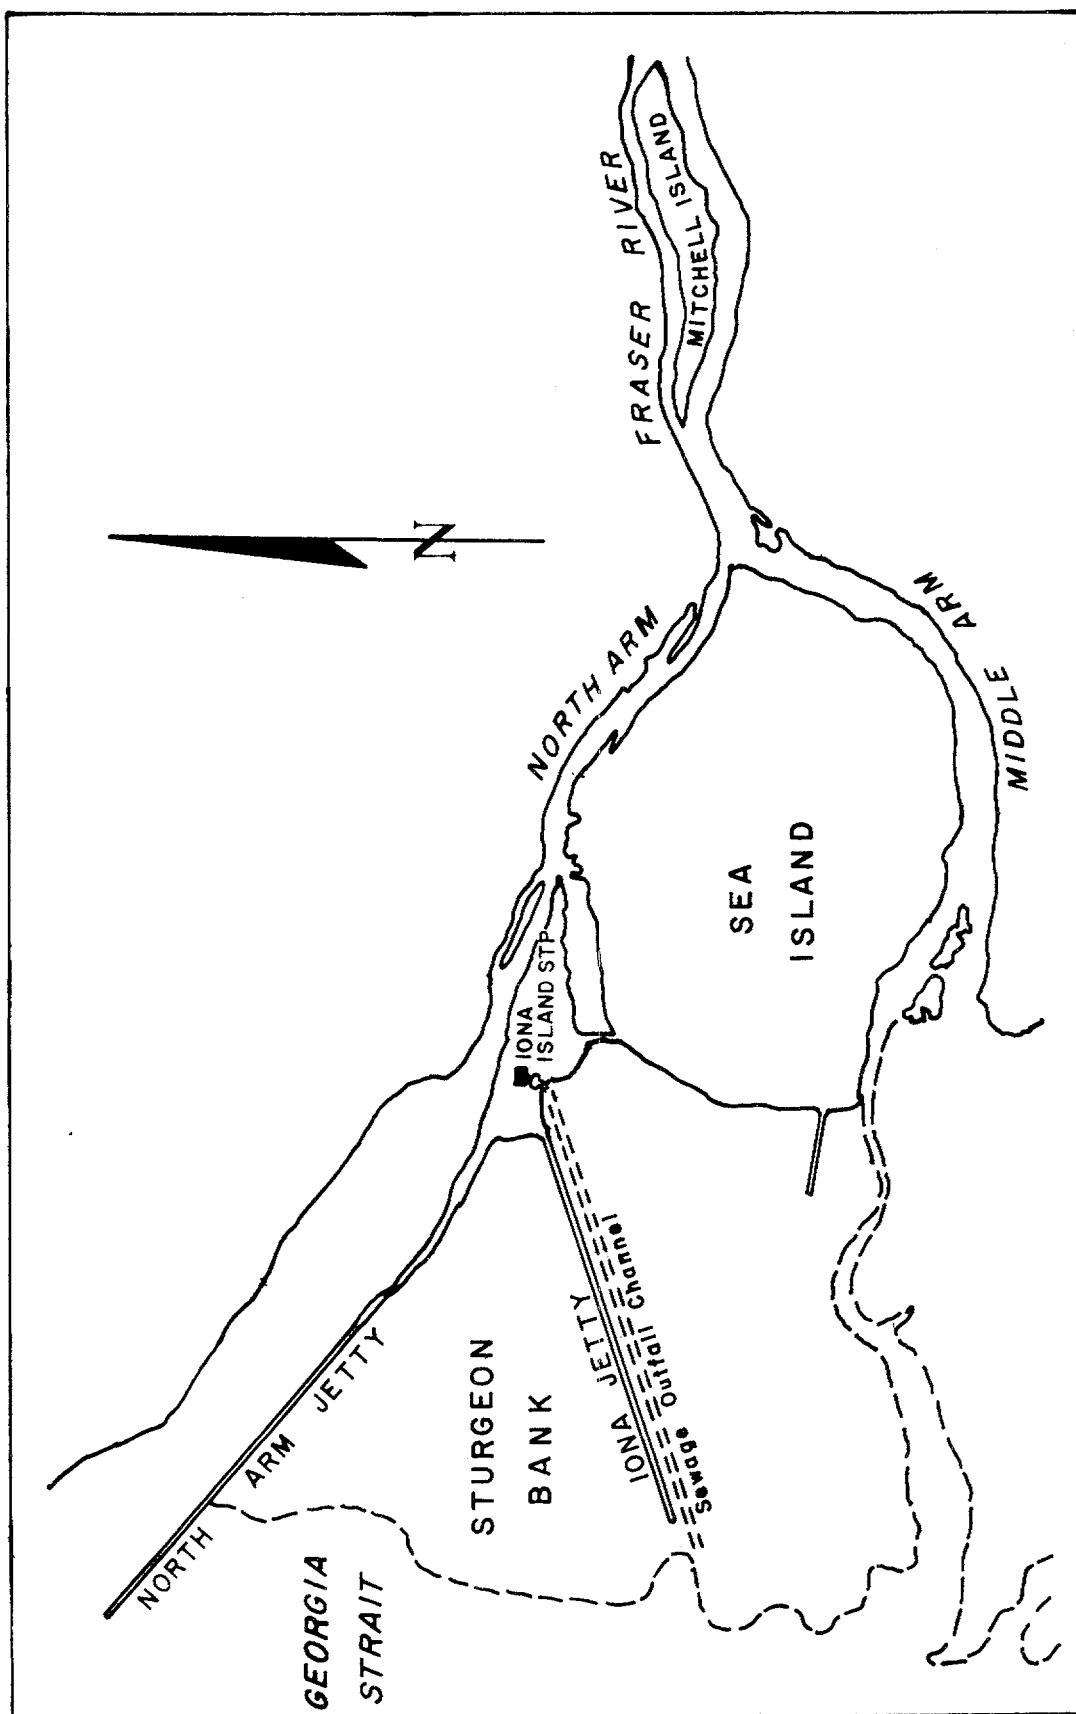 FRASER RIVER
MITCHELL ISLAND
N
NORTH ARM
MIDDLE ARM
SEA
ISLAND
IONA
ISLAND STP
NORTH ARM JETTY
STURGEON
BANK
IONA JETTY
Sewage Outfall Channel
GEORGIA
STRAIT